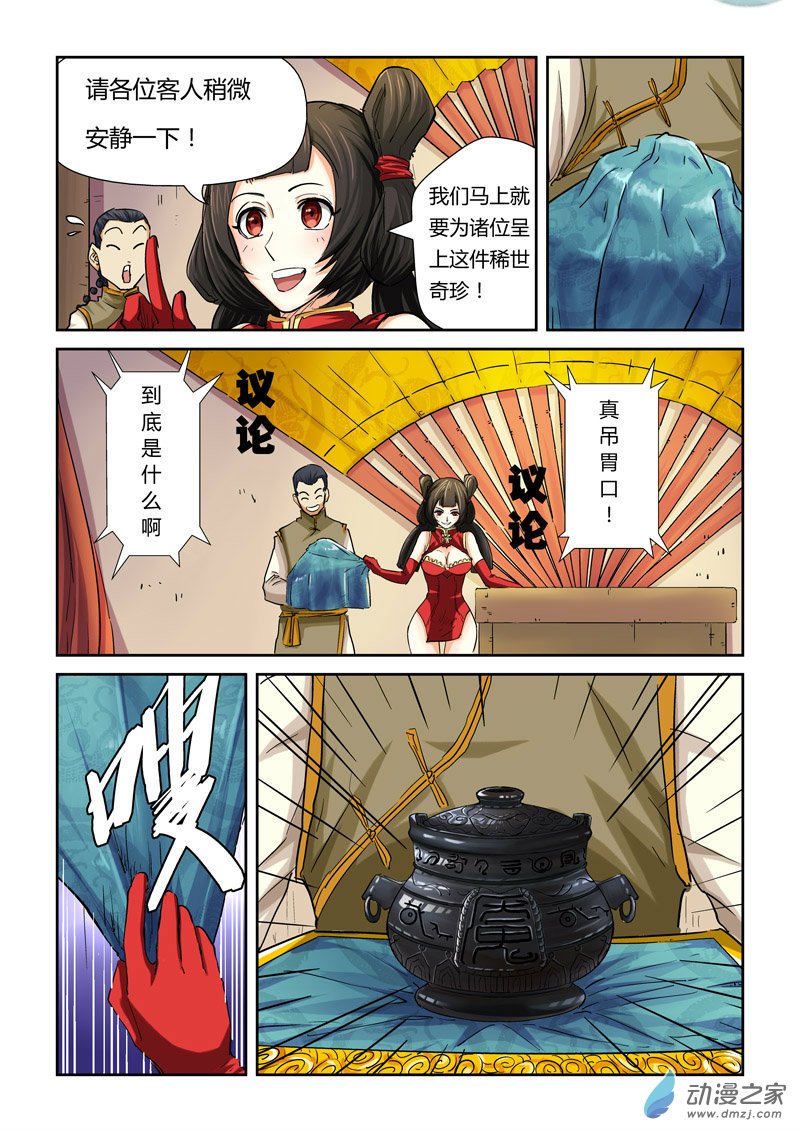 请各位客人稍微
安静一下！
我们马上就
要为诸位呈
上这件稀世
奇珍！
到底是什么啊
议论
真吊胃口！
议论
嗖
动漫之家
www.dmzj.com